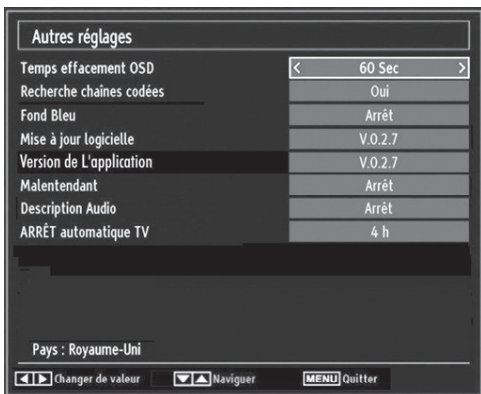 Autres réglages
Temps effacement OSD < 60 Sec >
Recherche chaînes codées Oui
Fond Bleu Arrêt
Mise à jour logicielle V.0.2.7
Version de L'application V.0.2.7
Malentendant Arrêt
Description Audio Arrêt
ARRÊT automatique TV 4 h
Pays : Royaume-Uni
Changer de valeur Naviguer MENU Quitter